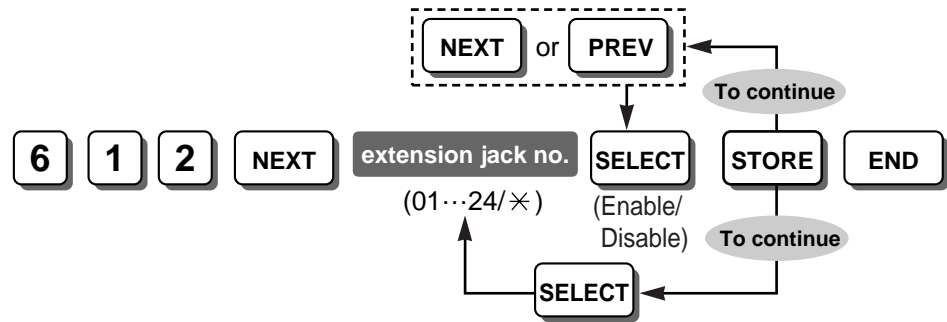 NEXT or PREV
To continue
6 1 2 NEXT extension jack no. SELECT STORE END
(01···24/✳)
(Enable/
Disable)
To continue
SELECT